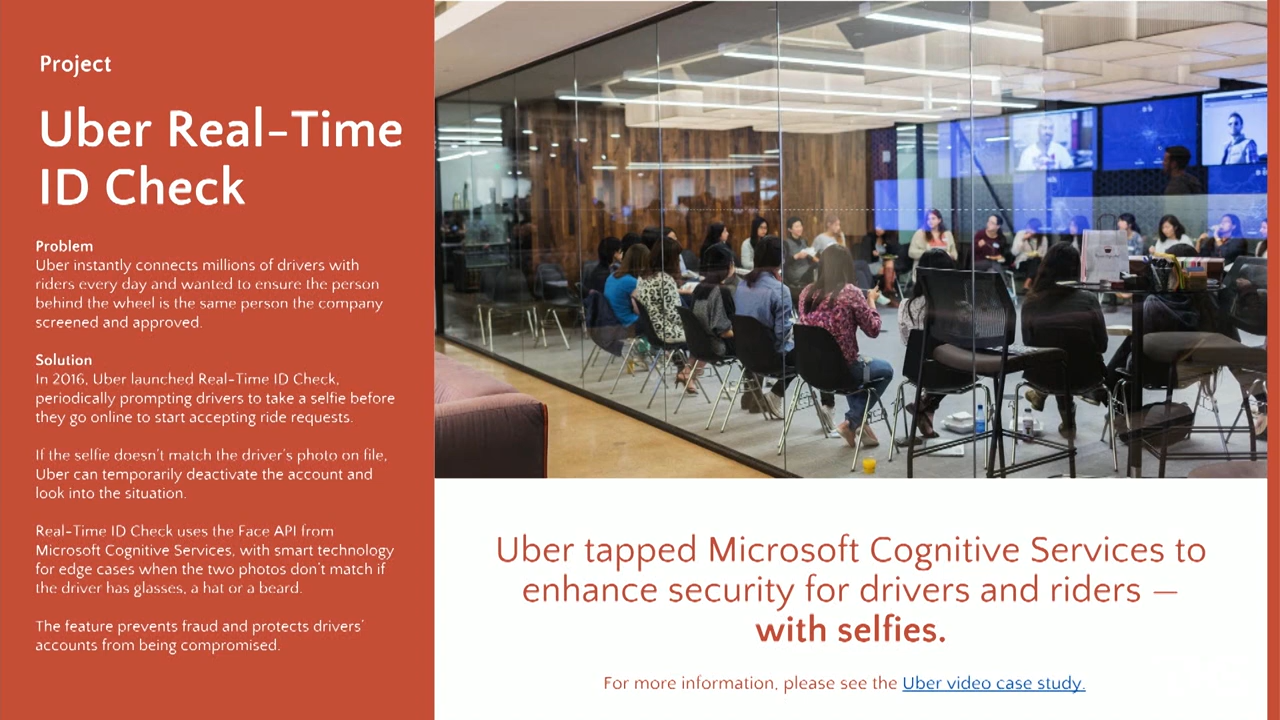 Project
Uber Real-Time
ID Check
Problem
Uber instantly connects millions of drivers with
riders every day and wanted to ensure the person
behind the wheel is the same person the company
screened and approved.
Solution
In 2016, Uber launched Real-Time ID Check,
periodically prompting drivers to take a selfie before
they go online to start accepting ride requests.
If the selfie doesn't match the driver's photo on file,
Uber can temporarily deactivate the account and
look into the situation.
Real-Time ID Check uses the Face API from
Microsoft Cognitive Services, with smart technology
for edge cases when the two photos don't match if
the driver has glasses, a hat or a beard.
The feature prevents fraud and protects drivers'
accounts from being compromised.
Uber tapped Microsoft Cognitive Services to
enhance security for drivers and riders —
with selfies.
For more information, please see the Uber video case study.